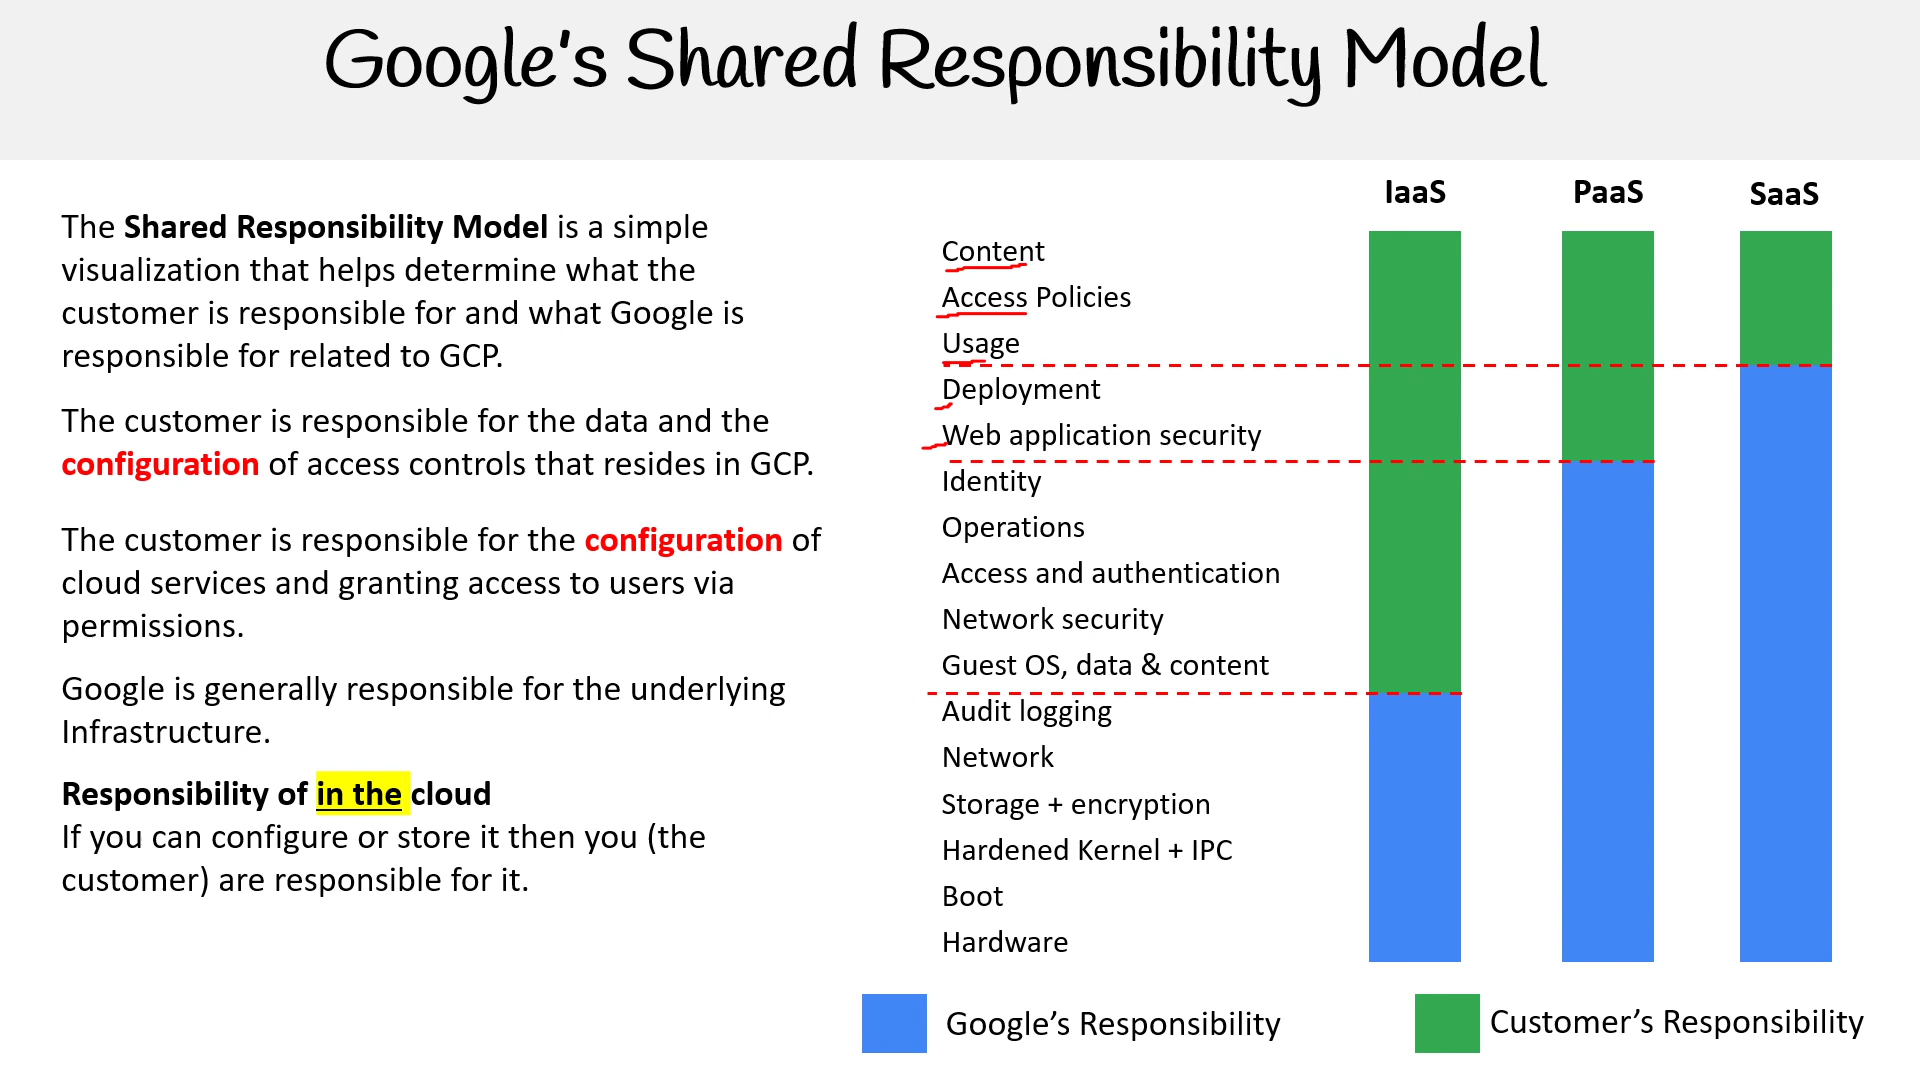 Google's Shared Responsibility Model
The Shared Responsibility Model is a simple
visualization that helps determine what the
customer is responsible for and what Google is
responsible for related to GCP.
The customer is responsible for the data and the
configuration of access controls that resides in GCP.
The customer is responsible for the configuration of
cloud services and granting access to users via
permissions.
Google is generally responsible for the underlying
Infrastructure.
Responsibility of in the cloud
If you can configure or store it then you (the
customer) are responsible for it.
IaaS PaaS SaaS
Content
Access Policies
Usage
Deployment
Web application security
Identity
Operations
Access and authentication
Network security
Guest OS, data & content
Audit logging
Network
Storage + encryption
Hardened Kernel + IPC
Boot
Hardware
Google’s Responsibility
Customer’s Responsibility